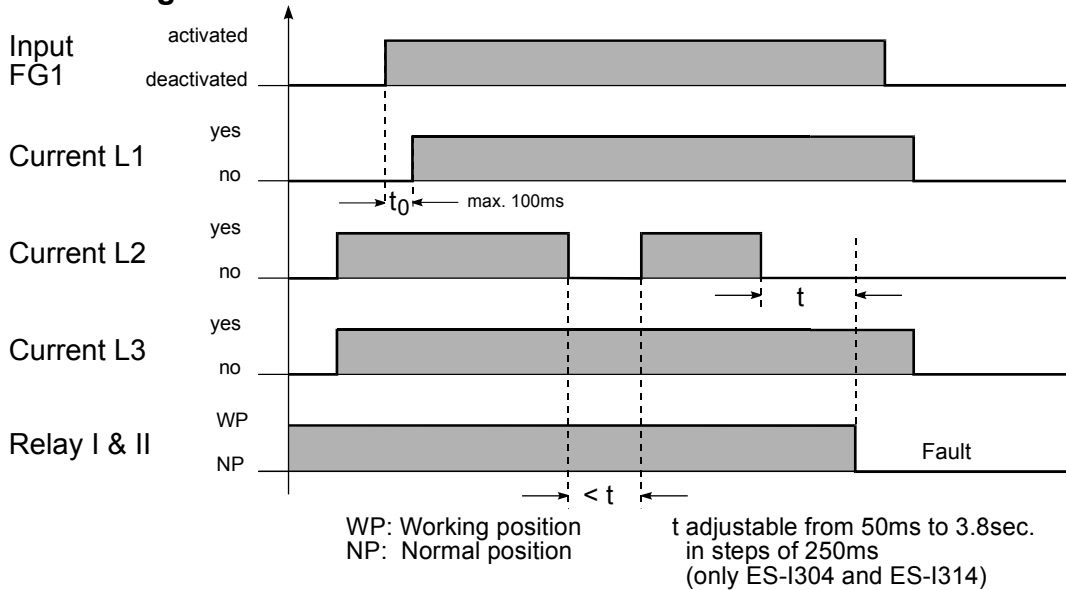 activated
Input
FG1
deactivated
yes
Current L1
no
t0
max. 100ms
yes
Current L2
no
t
yes
Current L3
no
WP
Relay I & II
NP
Fault
< t
WP: Working position
NP: Normal position
t adjustable from 50ms to 3.8sec.
in steps of 250ms
(only ES-I304 and ES-I314)